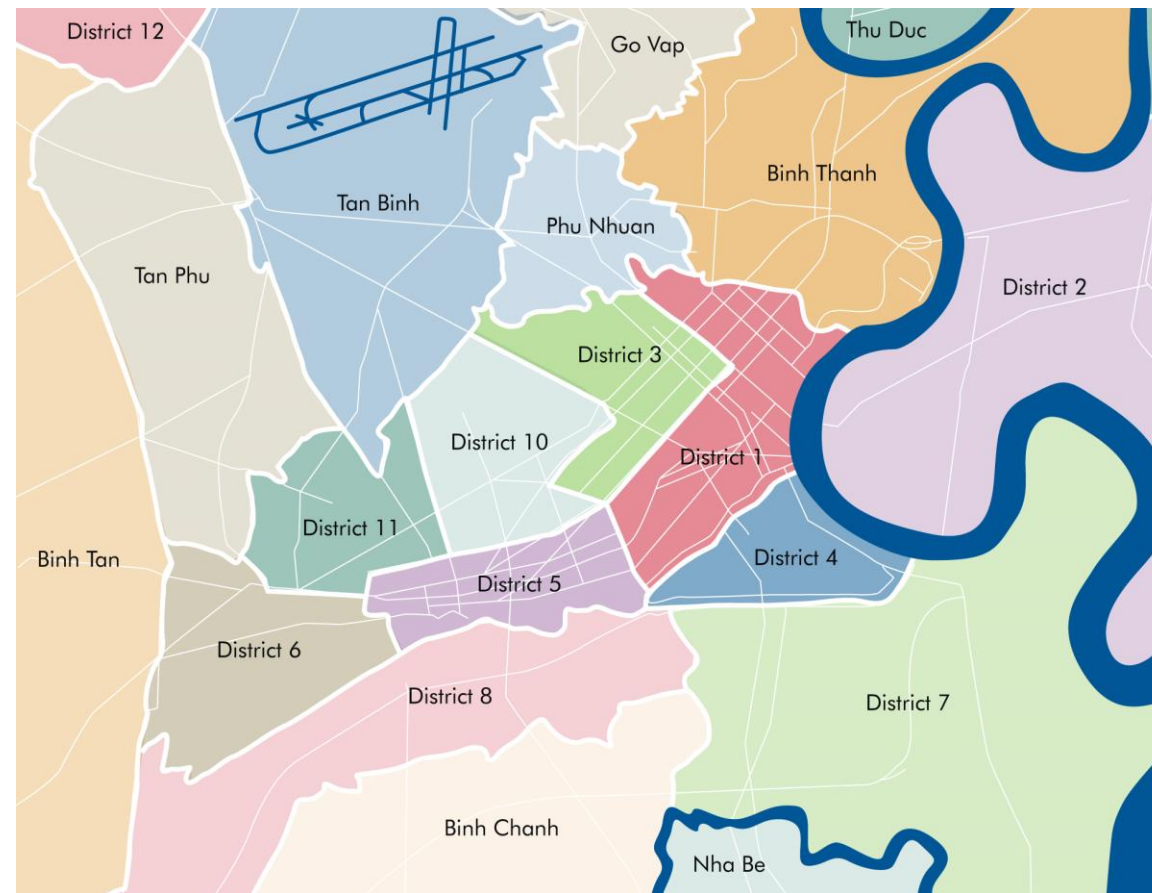 District 12
Go Vap
Thu Duc
Binh Thanh
Tan Binh
Phu Nhuan
Tan Phu
District 2
District 3
District 10
District 1
District 11
District 4
Binh Tan
District 5
District 6
District 8
District 7
Binh Chanh
Nha Be